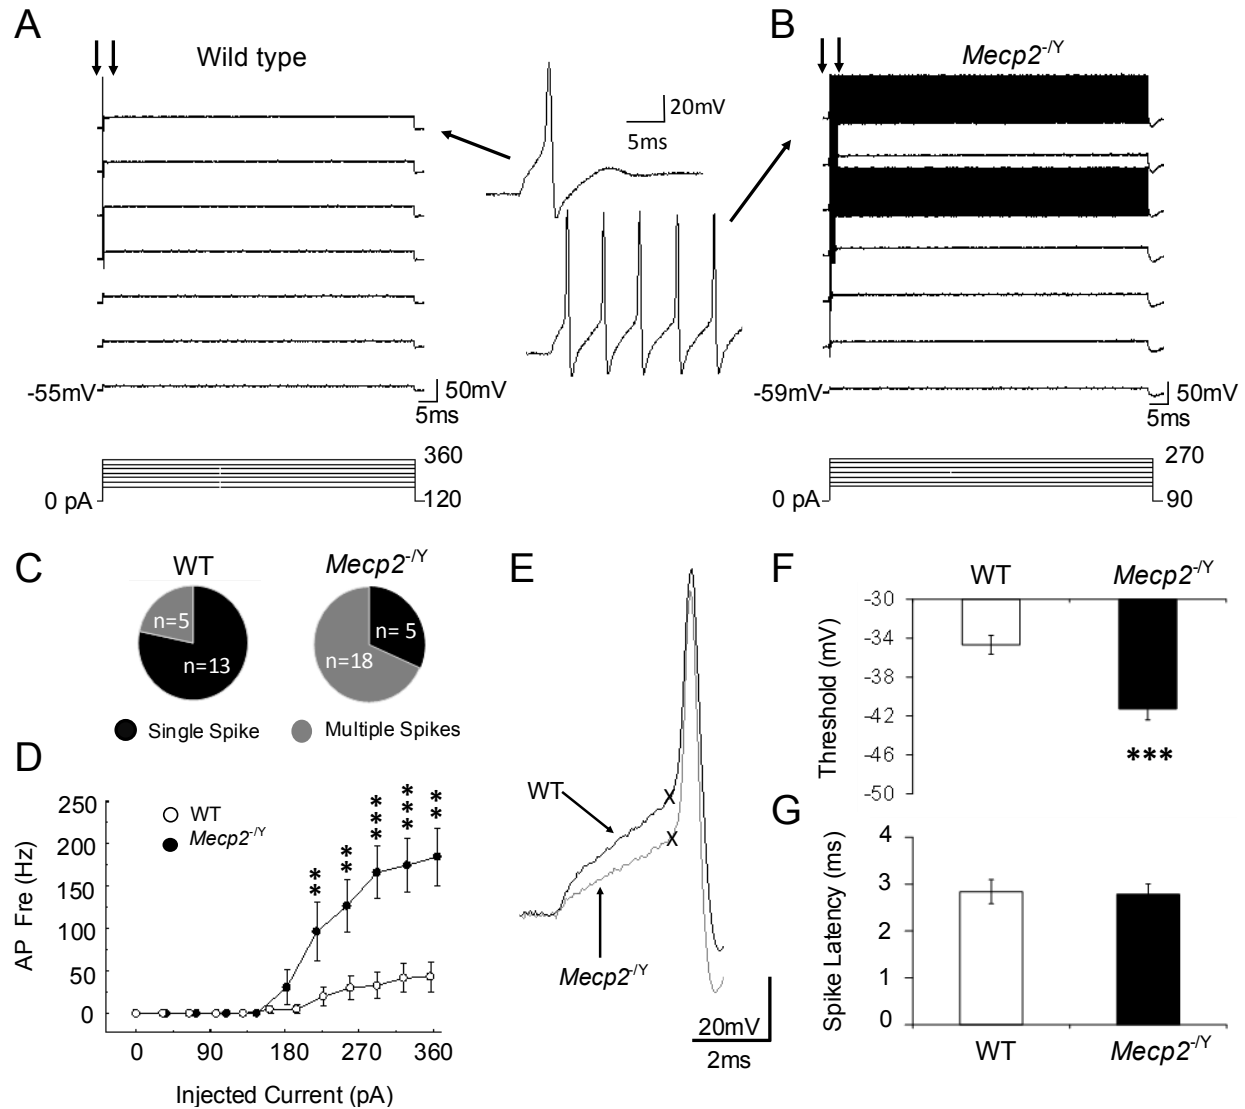 A
Wild type
20mV
5ms
B
Mecp2-/Y
-55mV
50mV
5ms
-59mV
50mV
5ms
360
0 pA
120
270
0 pA
90
C
WT
Mecp2-/Y
n=5
n=13
n= 5
n=18
Single Spike
Multiple Spikes
D
250
200
150
100
50
0
AP Fre (Hz)
WT
Mecp2-/Y
**
**
***
***
**
0
90
180
270
360
Injected Current (pA)
E
WT
X
X
Mecp2-/Y
20mV
2ms
F
WT
Mecp2-/Y
-30
-34
-38
-42
-46
-50
Threshold (mV)
***
G
4
3
2
1
0
Spike Latency (ms)
WT
Mecp2-/Y